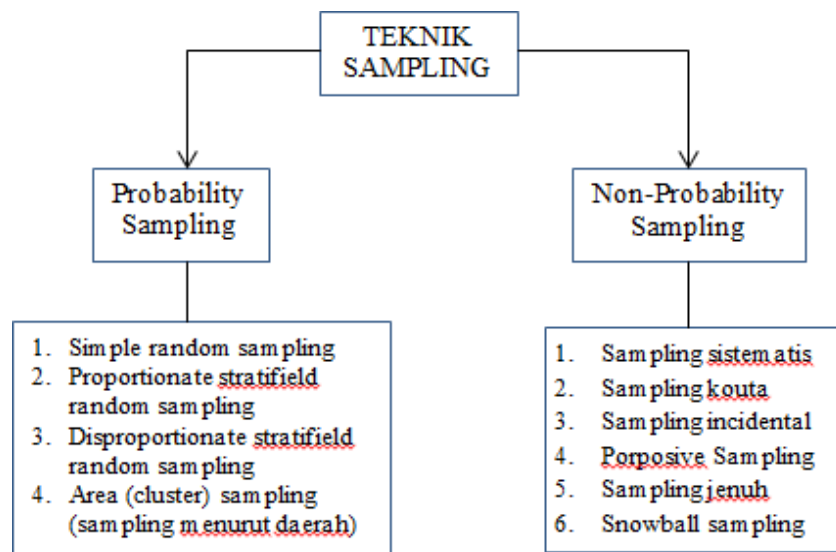 TEKNIK
SAMPLING
Probability
Sampling
Non-Probability
Sampling
1. Simple random sampling
2. Proportionate stratifield
random sampling
3. Disproportionate stratifield
random sampling
4. Area (cluster) sampling
(sampling menurut daerah)
1. Sampling sistematis
2. Sampling kouta
3. Sampling incidental
4. Porposive Sampling
5. Sampling jenuh
6. Snowball sampling